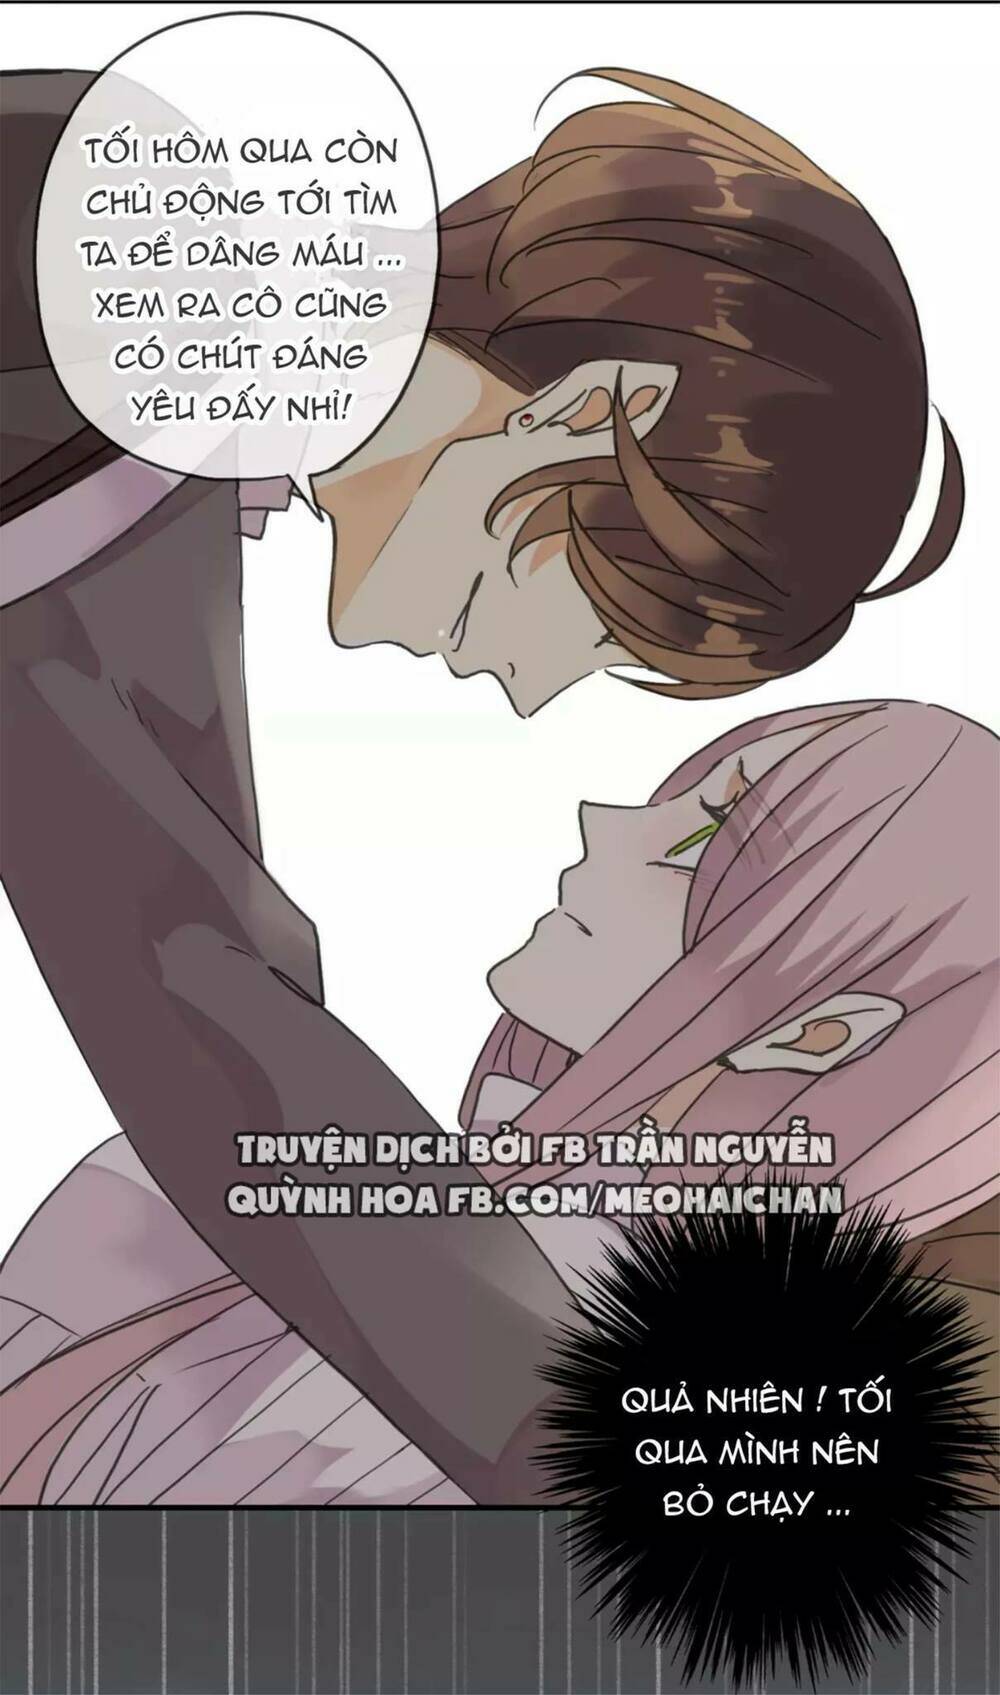 TỐI HÔM QUA CÒN
CHỦ ĐỘNG TỚI TÌM
TA ĐỂ DÂNG MÁU ...
XEM RA CÔ CŨNG
CÓ CHÚT ĐÁNG
YÊU ĐẤY NHỈ!
TRUYỆN DỊCH BỞI FB TRẦN NGUYỄN
QUỲNH HOA FB.COM/MEOHAICHAN
QUẢ NHIÊN! TỐI
QUA MÌNH NÊN
BỎ CHẠY ...